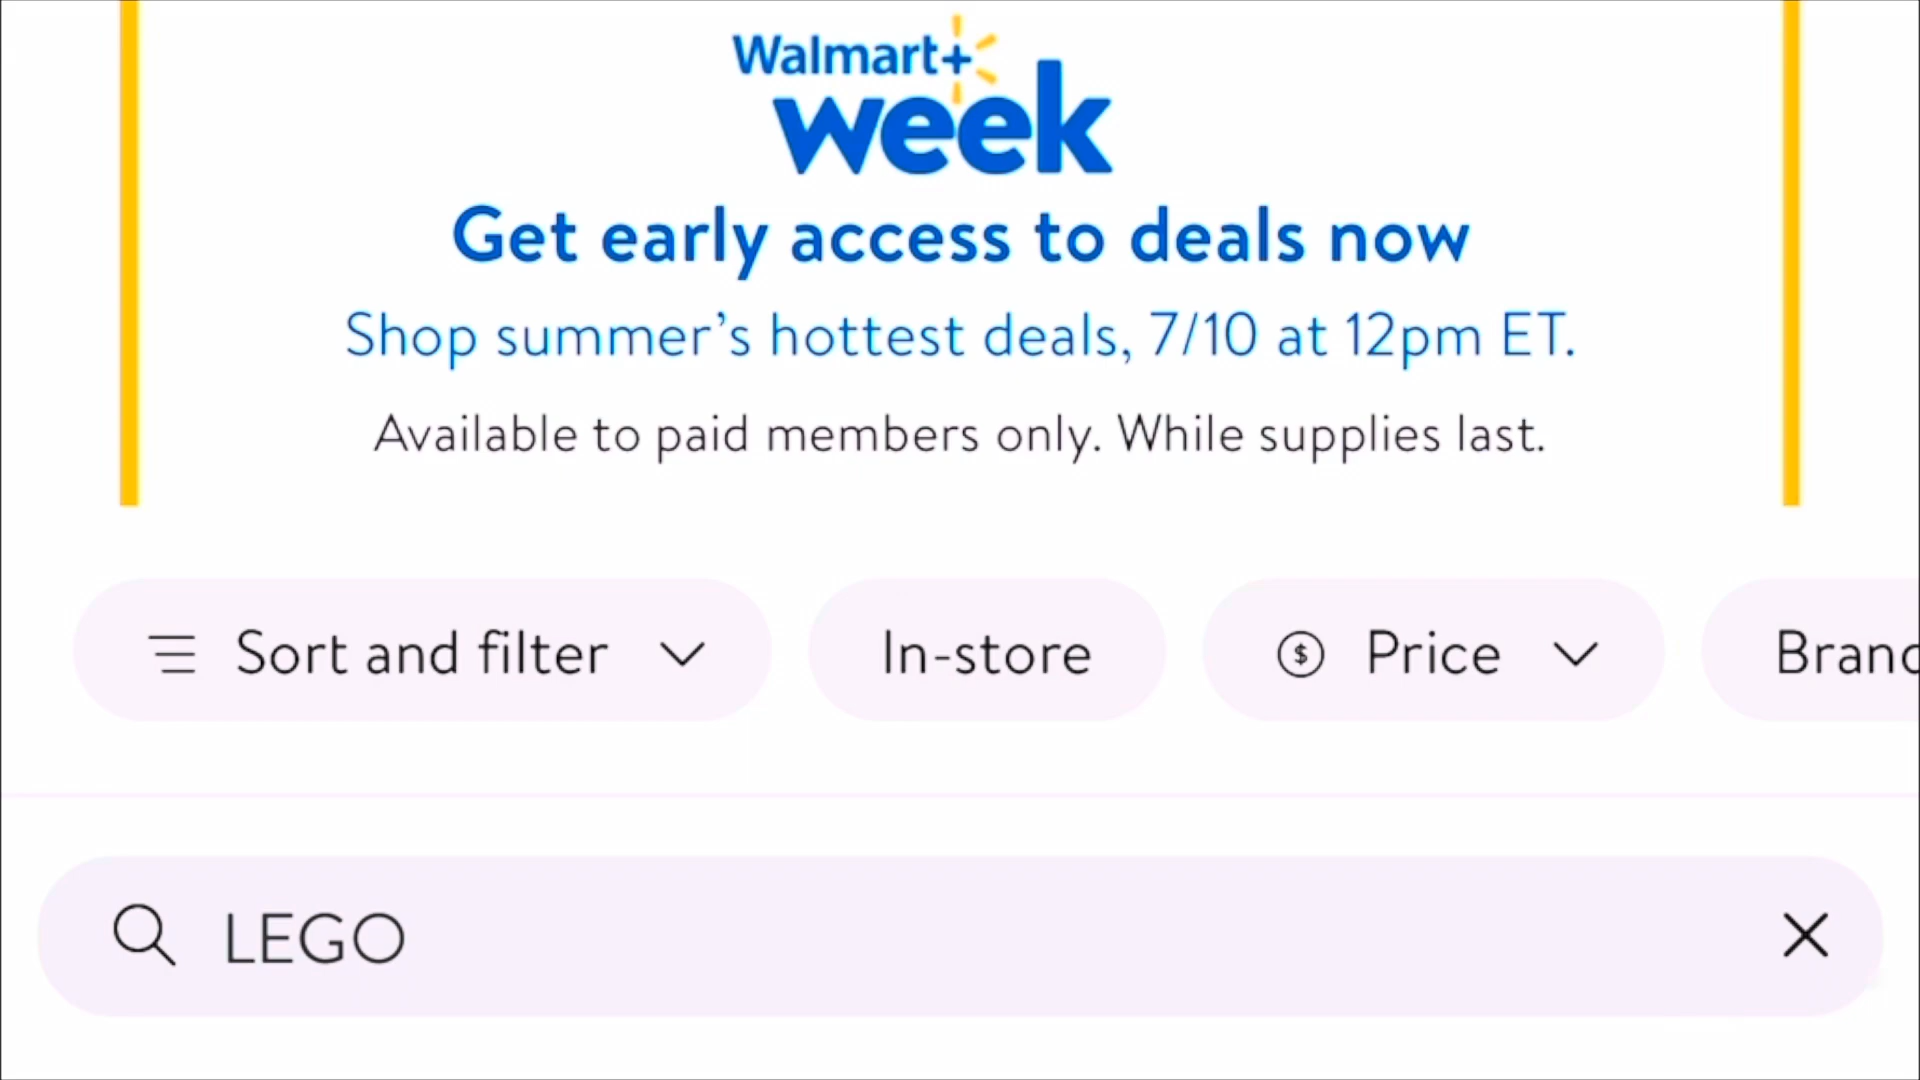 Walmart+
week
Get early access to deals now
Shop summer’s hottest deals, 7/10 at 12pm ET.
Available to paid members only. While supplies last.
Sort and filter In-store $ Price Brand
LEGO